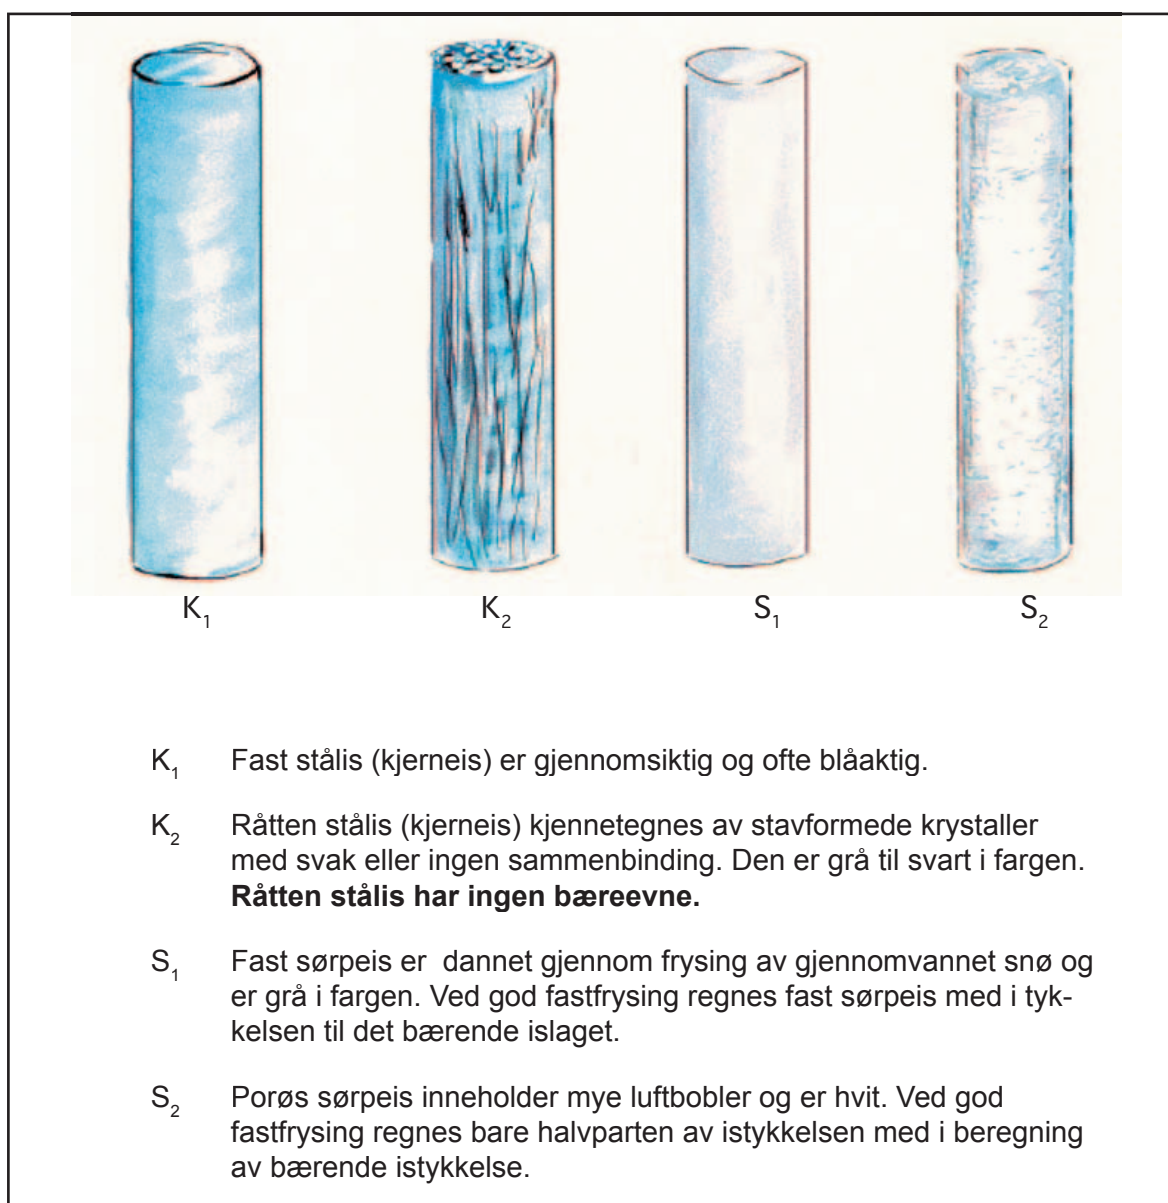 K₁ K₂ S₁ S₂
K₁ Fast stålis (kjerneis) er gjennomsiktig og ofte blåaktig.
K₂ Råtten stålis (kjerneis) kjennetegnes av stavformede krystaller
med svak eller ingen sammenbinding. Den er grå til svart i fargen.
Råtten stålis har ingen bæreevne.
S₁ Fast sørpeis er dannet gjennom frysing av gjennomvannet snø og
er grå i fargen. Ved god fastfrysing regnes fast sørpeis med i tyk-
kelsen til det bærende islaget.
S₂ Porøs sørpeis inneholder mye luftbobler og er hvit. Ved god
fastfrysing regnes bare halvparten av istykkelsen med i beregning
av bærende istykkelse.